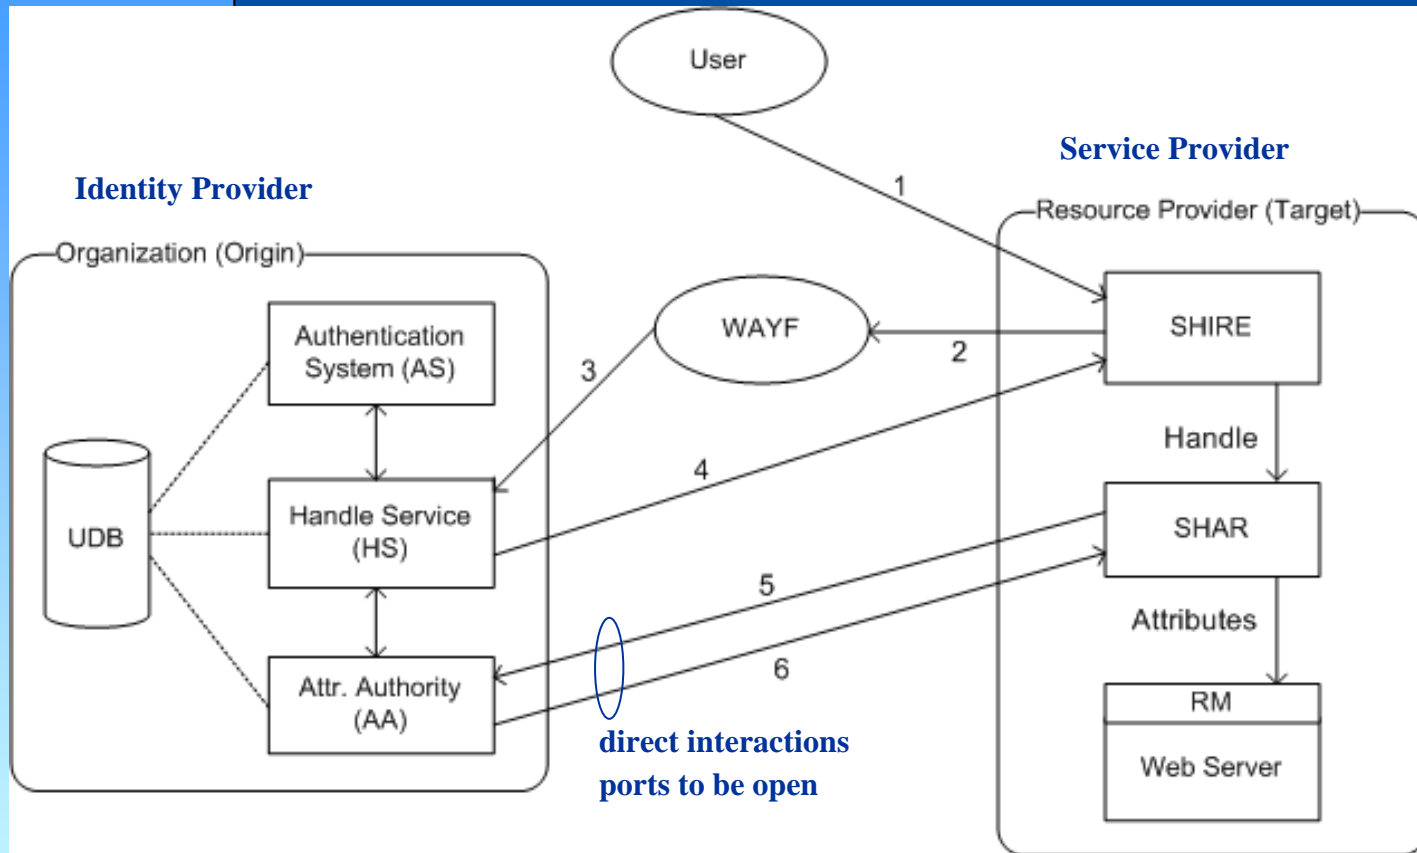 User
Service Provider
Identity Provider
1
Resource Provider (Target)
Organization (Origin)
Authentication
System (AS)
WAYF
SHIRE
2
3
Handle
4
UDB
Handle Service
(HS)
SHAR
5
Attributes
6
Attr. Authority
(AA)
RM
direct interactions
ports to be open
Web Server